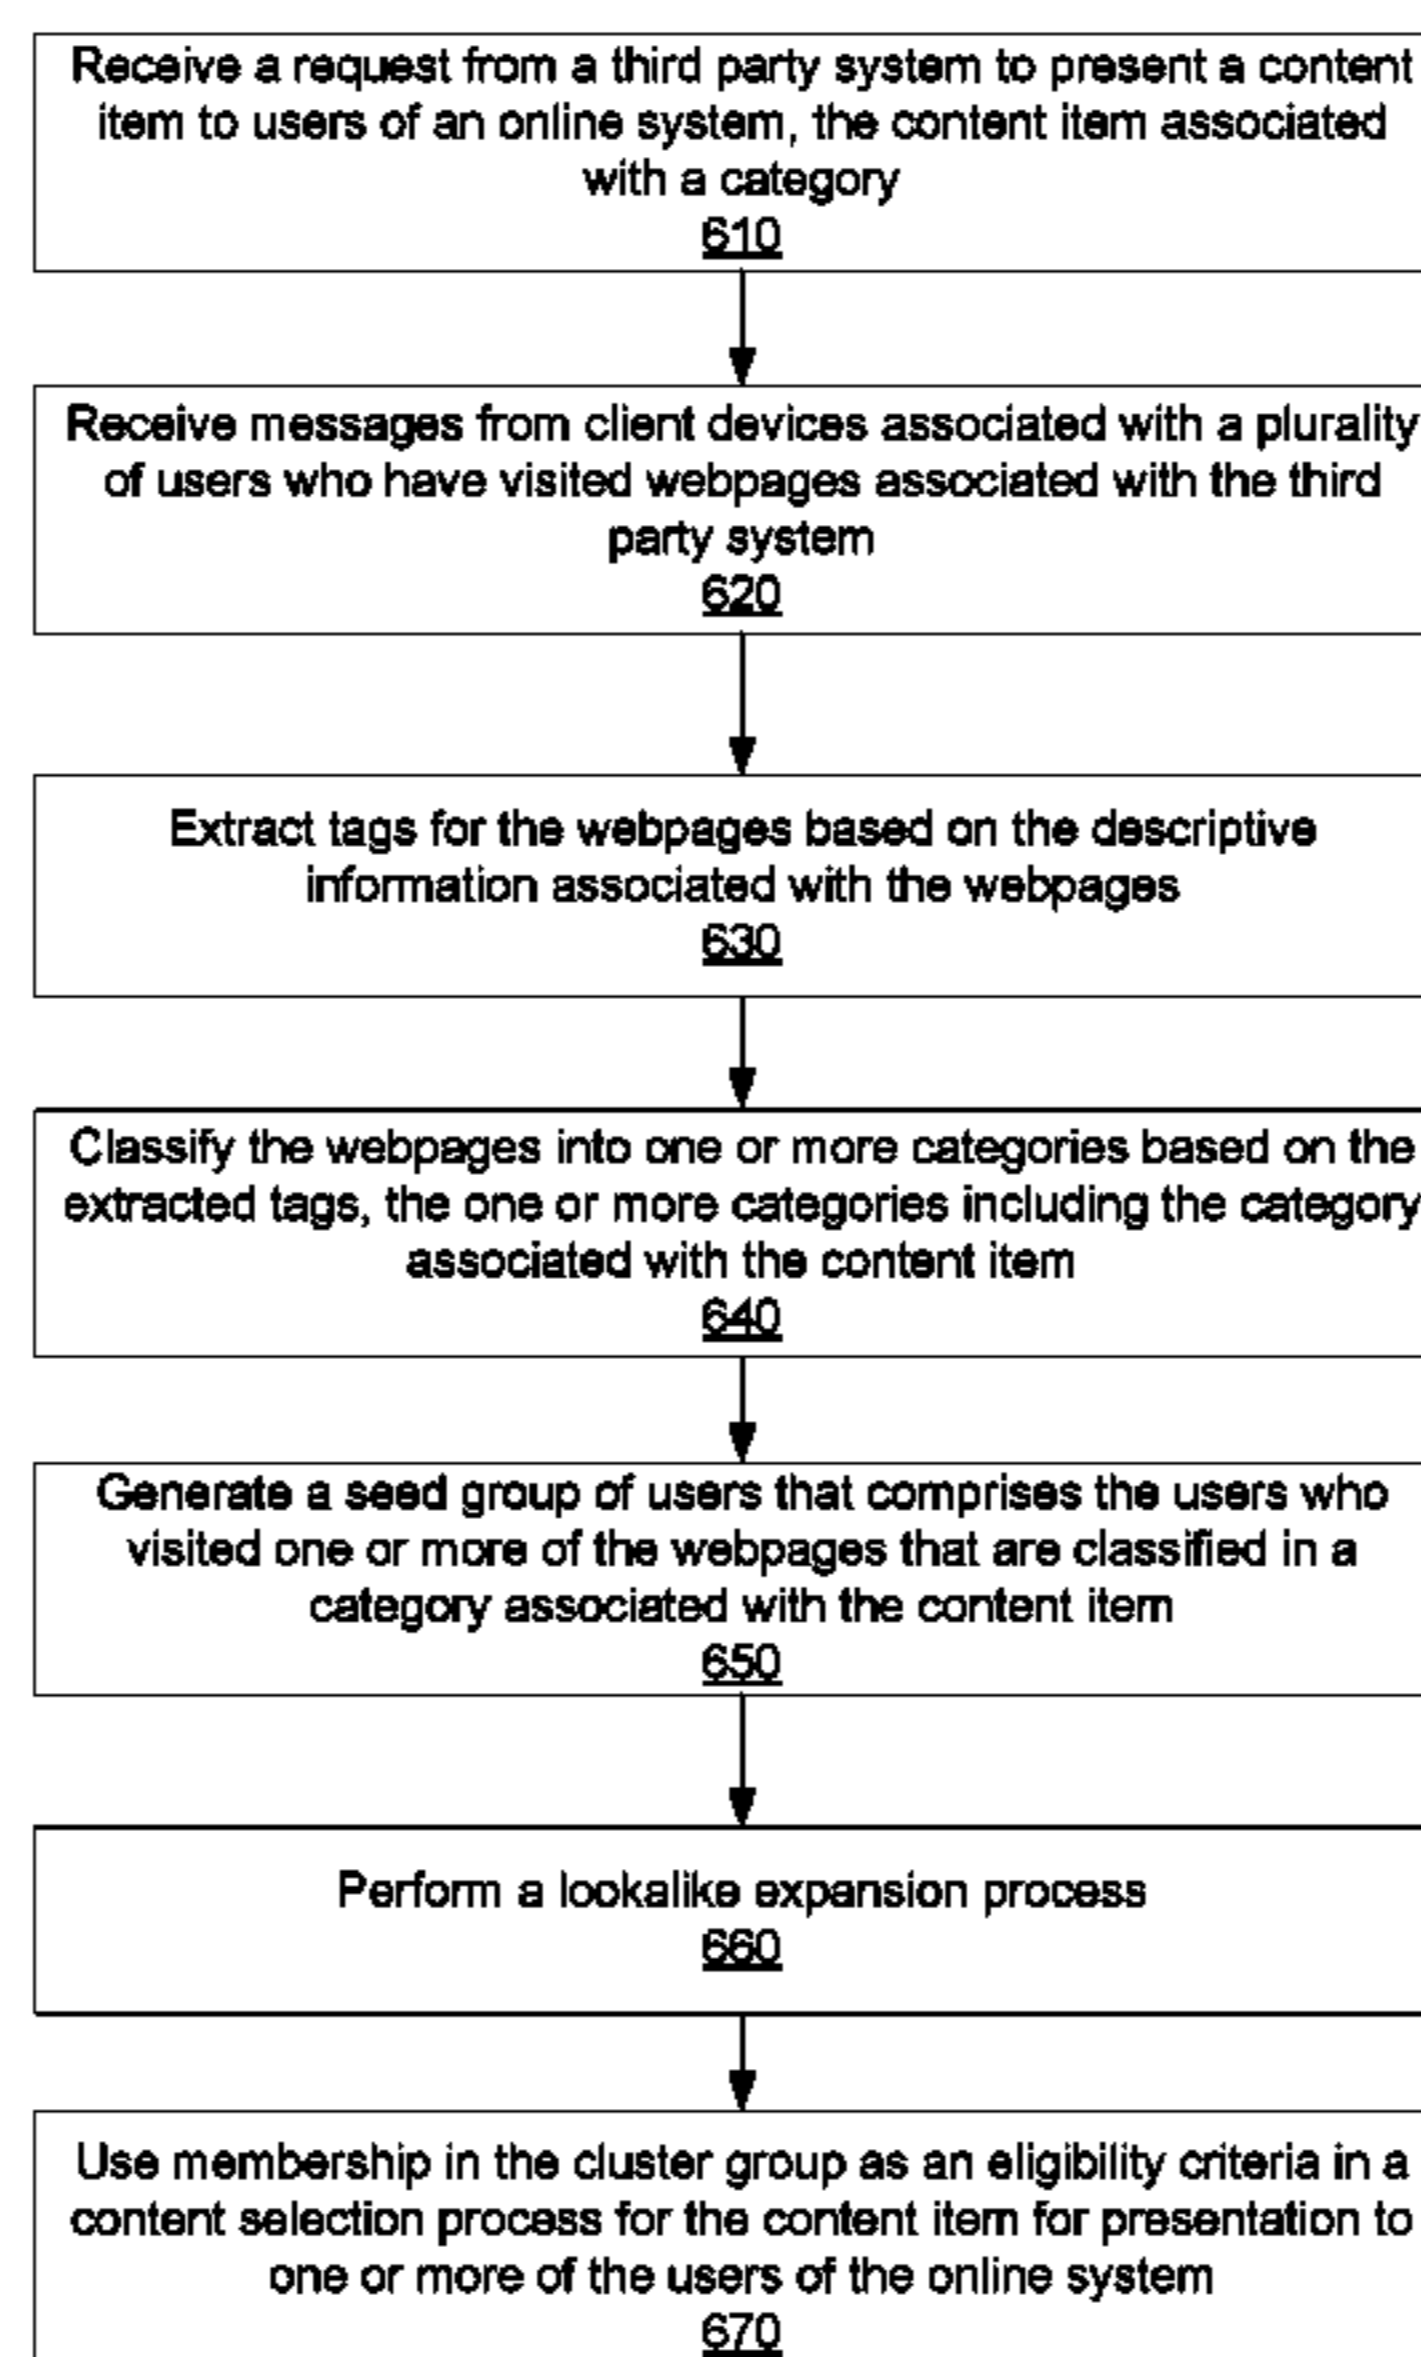 Receive a request from a third party system to present a content
item to users of an online system, the content item associated
with a category
610
Receive messages from client devices associated with a plurality
of users who have visited webpages associated with the third
party system
620
Extract tags for the webpages based on the descriptive
information associated with the webpages
630
Classify the webpages into one or more categories based on the
extracted tags, the one or more categories including the category
associated with the content item
640
Generate a seed group of users that comprises the users who
visited one or more of the webpages that are classified in a
category associated with the content item
650
Perform a lookalike expansion process
660
Use membership in the cluster group as an eligibility criteria in a
content selection process for the content item for presentation to
one or more of the users of the online system
670